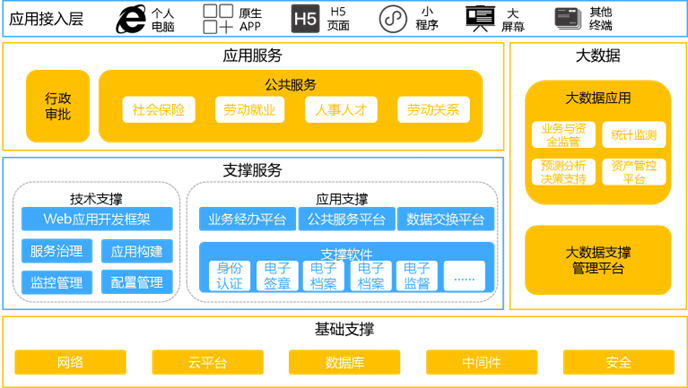 应用接入层
个人
电脑
原生
APP
H5
H5
页面
小
程序
大
屏幕
其他
终端
应用服务
行政
审批
公共服务
社会保险
劳动就业
人事人才
劳动关系
大数据
大数据应用
业务与资
金监管
统计监测
预测分析
决策支持
资产管控
平台
大数据支撑
管理平台
支撑服务
技术支撑
Web应用开发框架
服务治理
应用构建
监控管理
配置管理
应用支撑
业务经办平台
公共服务平台
数据交换平台
支撑软件
身份
认证
电子
签章
电子
档案
电子
档案
电子
监督
……
基础支撑
网络
云平台
数据库
中间件
安全